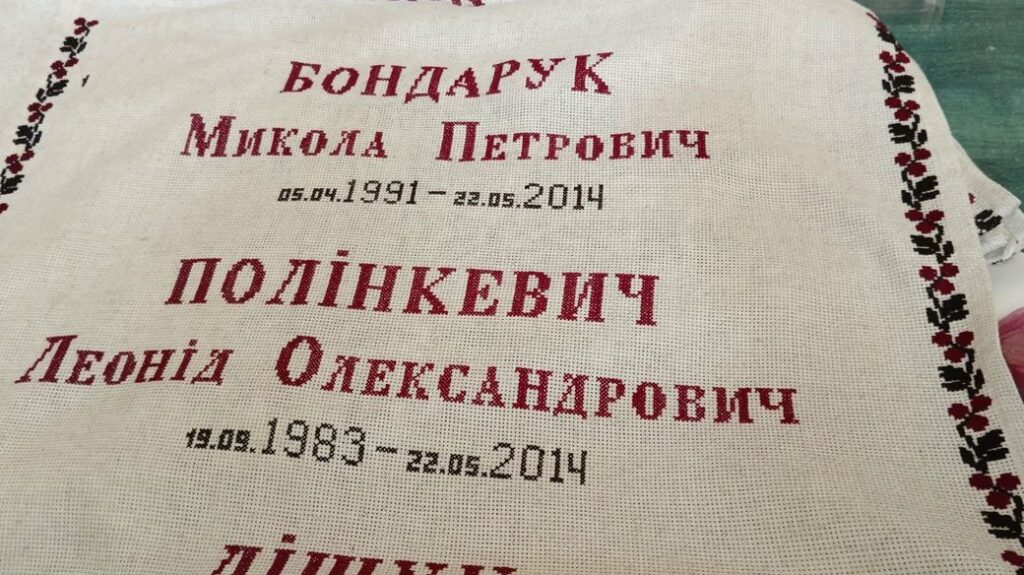 БОНДАРУК
Микола Петрович
05.04.1991 – 22.05.2014
ПОЛІНКЕВИЧ
Леонід Олександрович
19.09.1983 – 22.05.2014